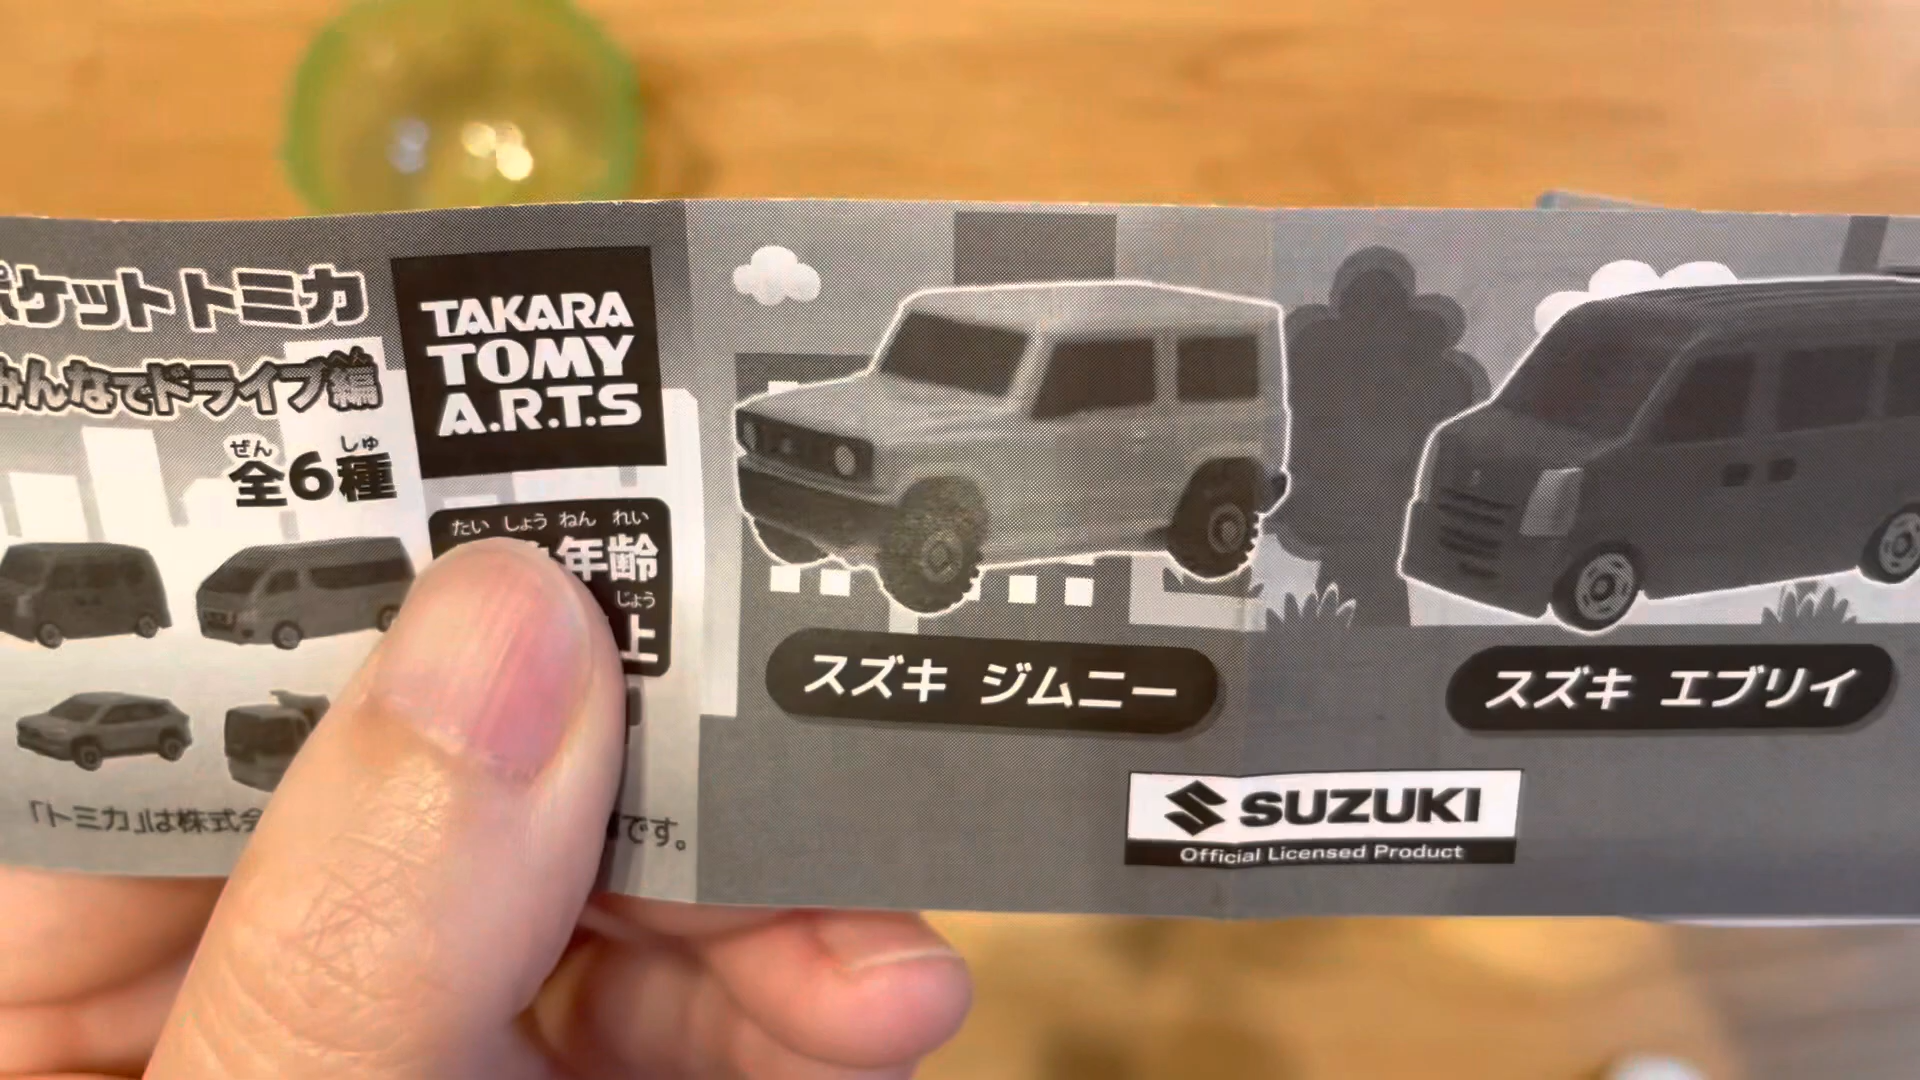 ケット トミカ
みんなでドライブ編
へん
ぜん しゅ
全6種
「トミカ」は株式会
です。
TAKARA
TOMY
A.R.T.S
たい しょう ねん れい
年齢
じょう
上
スズキ ジムニー
スズキ エブリイ
SUZUKI
Official Licensed Product